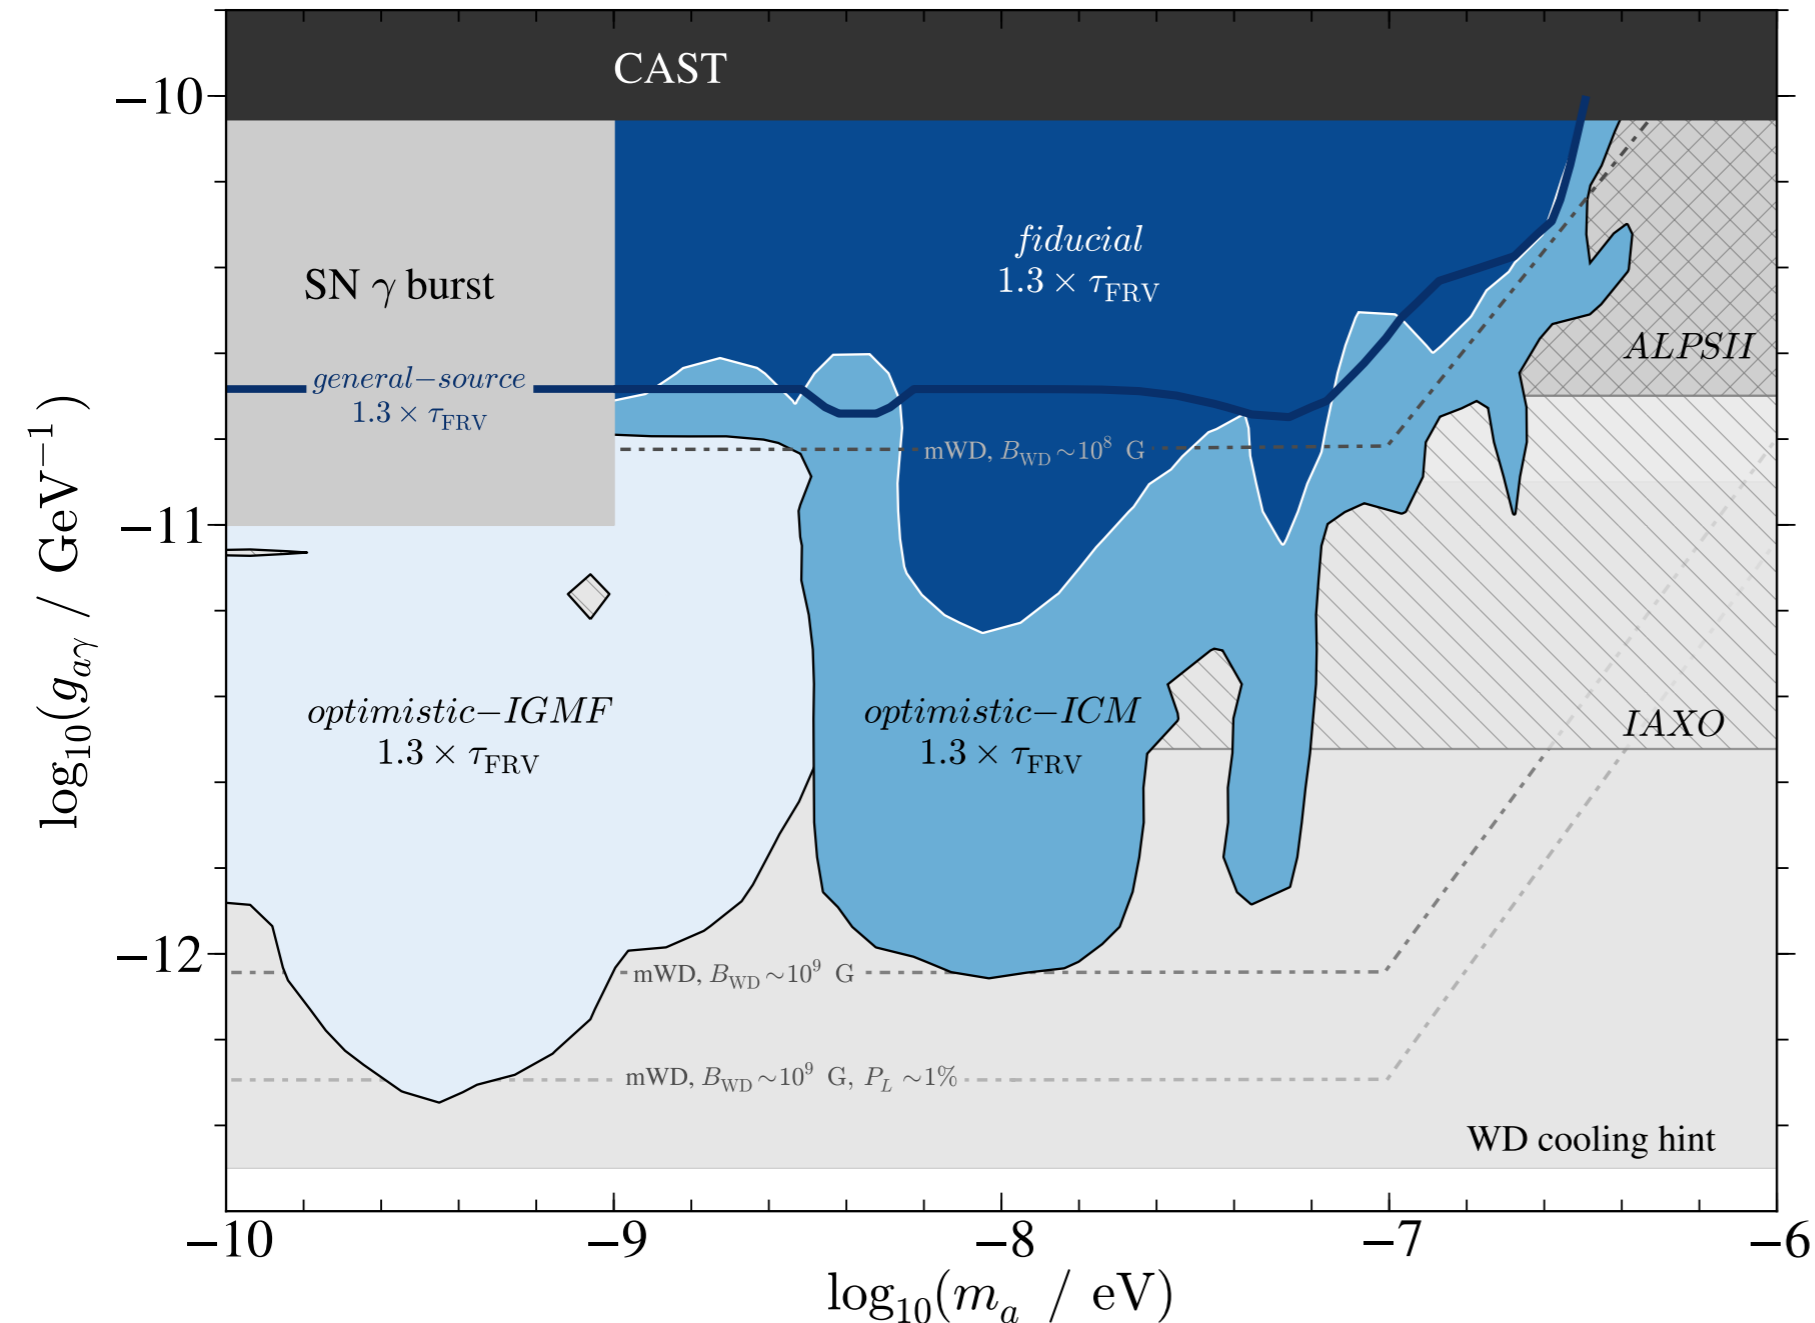 CAST
−10
fiducial
1.3 × τFRV
SN γ burst
ALPSII
general−source
1.3 × τFRV
mWD, BWD ~10⁸ G
−11
log₁₀(gaγ / GeV⁻¹)
optimistic−IGMF
1.3 × τFRV
optimistic−ICM
1.3 × τFRV
IAXO
−12
mWD, BWD ~10⁹ G
mWD, BWD ~10⁹ G, PL ~1%
WD cooling hint
−10 −9 −8 −7 −6
log₁₀(ma / eV)